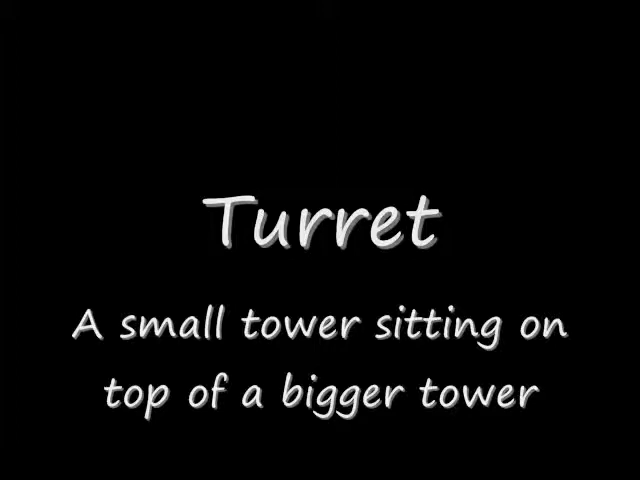 Turret
A small tower sitting on
top of a bigger tower